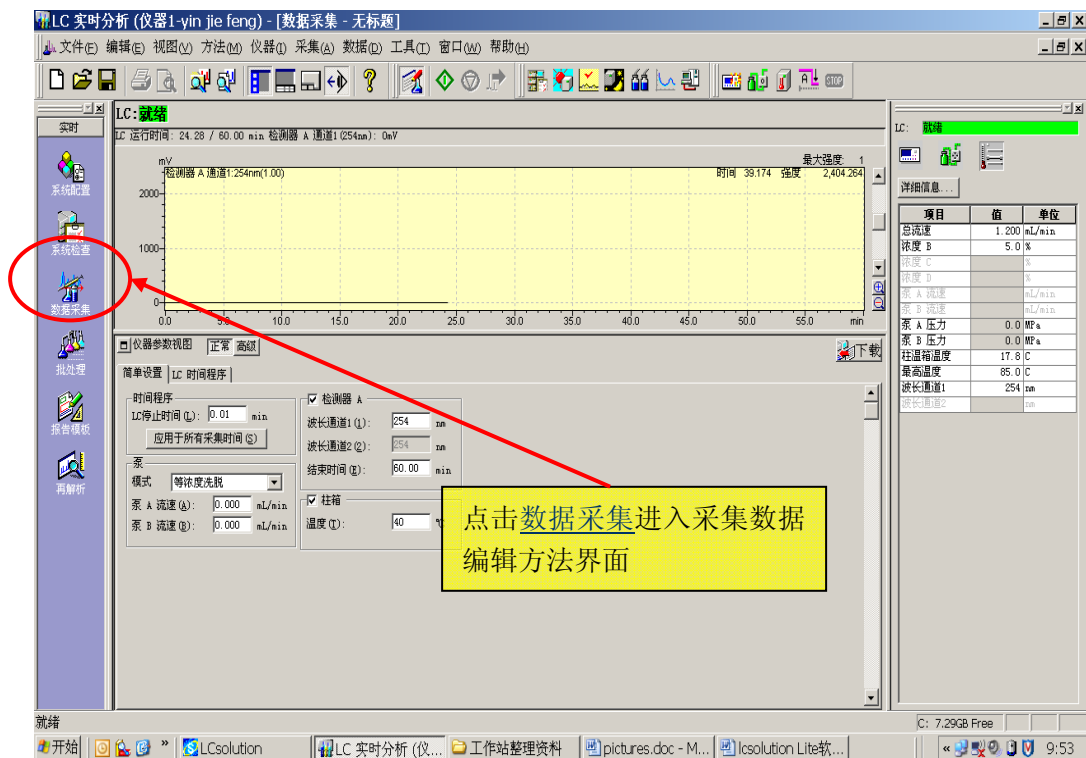 LC 实时分析 (仪器1-yin jie feng) - [数据采集 - 无标题]
文件(F) 编辑(E) 视图(V) 方法(M) 仪器(I) 采集(A) 数据(D) 工具(T) 窗口(W) 帮助(H)
实时
系统配置
系统检查
数据采集
批处理
报告模板
再解析
LC:就绪
LC 运行时间: 24.28 / 60.00 min 检测器 A 通道1(254nm): 0mV
mV
最大强度: 1
检测器 A 通道1:254nm(1.00)
时间 39.174 强度 2,404.264
2000
1000
0
0.0 5.0 10.0 15.0 20.0 25.0 30.0 35.0 40.0 45.0 50.0 55.0 min
仪器参数视图 正常 高级
下载
简单设置 LC 时间程序
时间程序
LC停止时间(L): 0.01 min
应用于所有采集时间(S)
泵
模式 等浓度洗脱
泵 A 流速(A): 0.000 mL/min
泵 B 流速(B): 0.000 mL/min
检测器 A
波长通道1(1): 254 nm
波长通道2(2): 254 nm
结束时间(E): 60.00 min
柱箱
温度(T): 40
点击数据采集进入采集数据
编辑方法界面
LC: 就绪
详细信息...
项目 值 单位
总流速 1.200 mL/min
浓度 B 5.0 %
浓度 C %
浓度 D %
泵 A 流速 mL/min
泵 B 流速 mL/min
泵 A 压力 0.0 MPa
泵 B 压力 0.0 MPa
柱温箱温度 17.8 C
最高温度 85.0 C
波长通道1 254 nm
波长通道2 nm
就绪
C: 7.29GB Free
开始 LCsolution LC 实时分析 (仪... 工作站整理资料 pictures.doc - M... lcsolution Lite软... 9:53